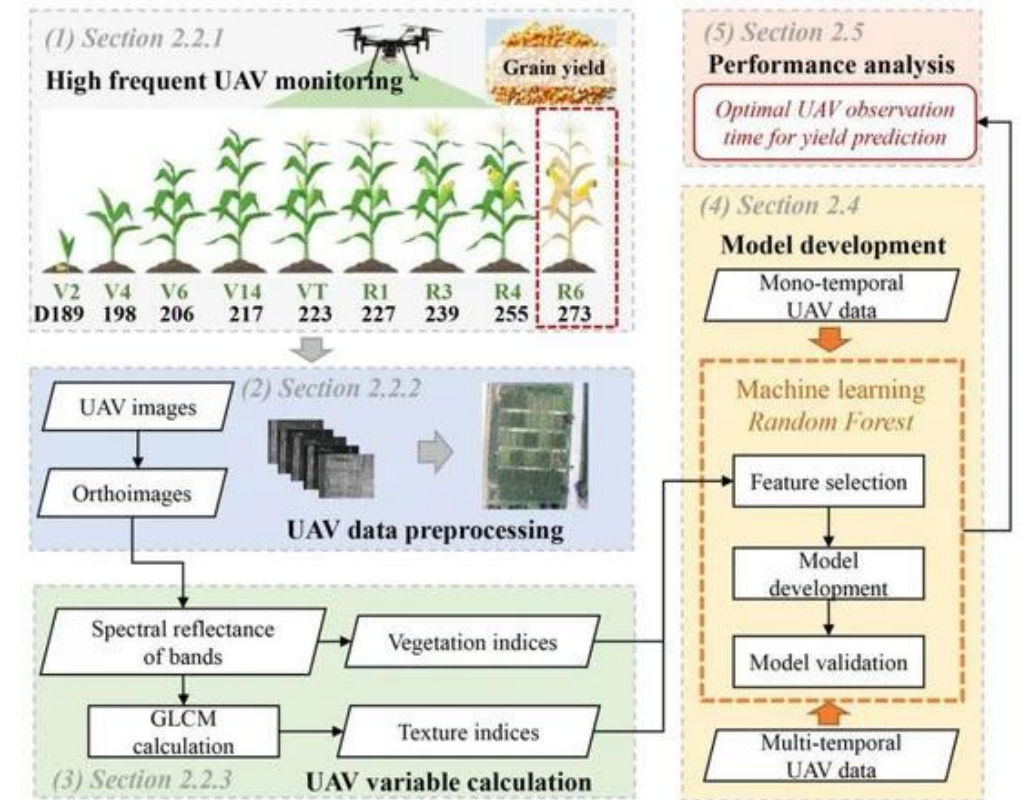 (1) Section 2.2.1
High frequent UAV monitoring
Grain yield
V2 V4 V6 V14 VT R1 R3 R4 R6
D189 198 206 217 223 227 239 255 273
(2) Section 2.2.2
UAV images
Orthoimages
UAV data preprocessing
Spectral reflectance
of bands
Vegetation indices
GLCM
calculation
Texture indices
(3) Section 2.2.3
UAV variable calculation
(5) Section 2.5
Performance analysis
Optimal UAV observation
time for yield prediction
(4) Section 2.4
Model development
Mono-temporal
UAV data
Machine learning
Random Forest
Feature selection
Model
development
Model validation
Multi-temporal
UAV data